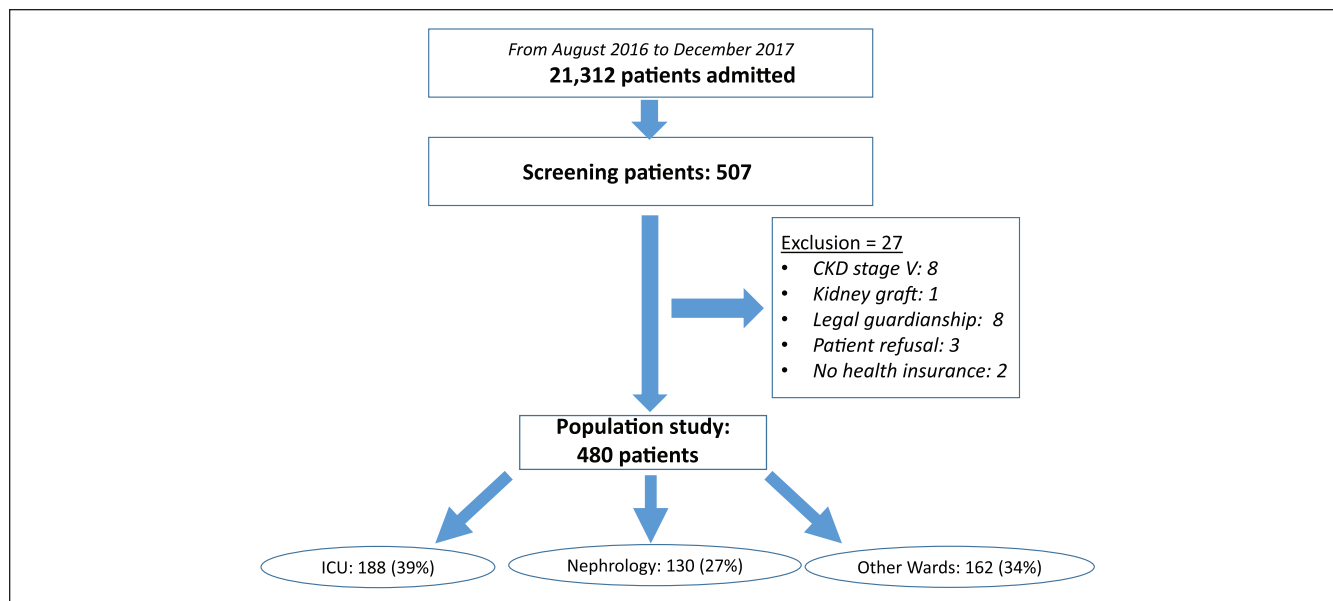 From August 2016 to December 2017
21,312 patients admitted
Screening patients: 507
Exclusion = 27
• CKD stage V: 8
• Kidney graft: 1
• Legal guardianship: 8
• Patient refusal: 3
• No health insurance: 2
Population study:
480 patients
ICU: 188 (39%)
Nephrology: 130 (27%)
Other Wards: 162 (34%)